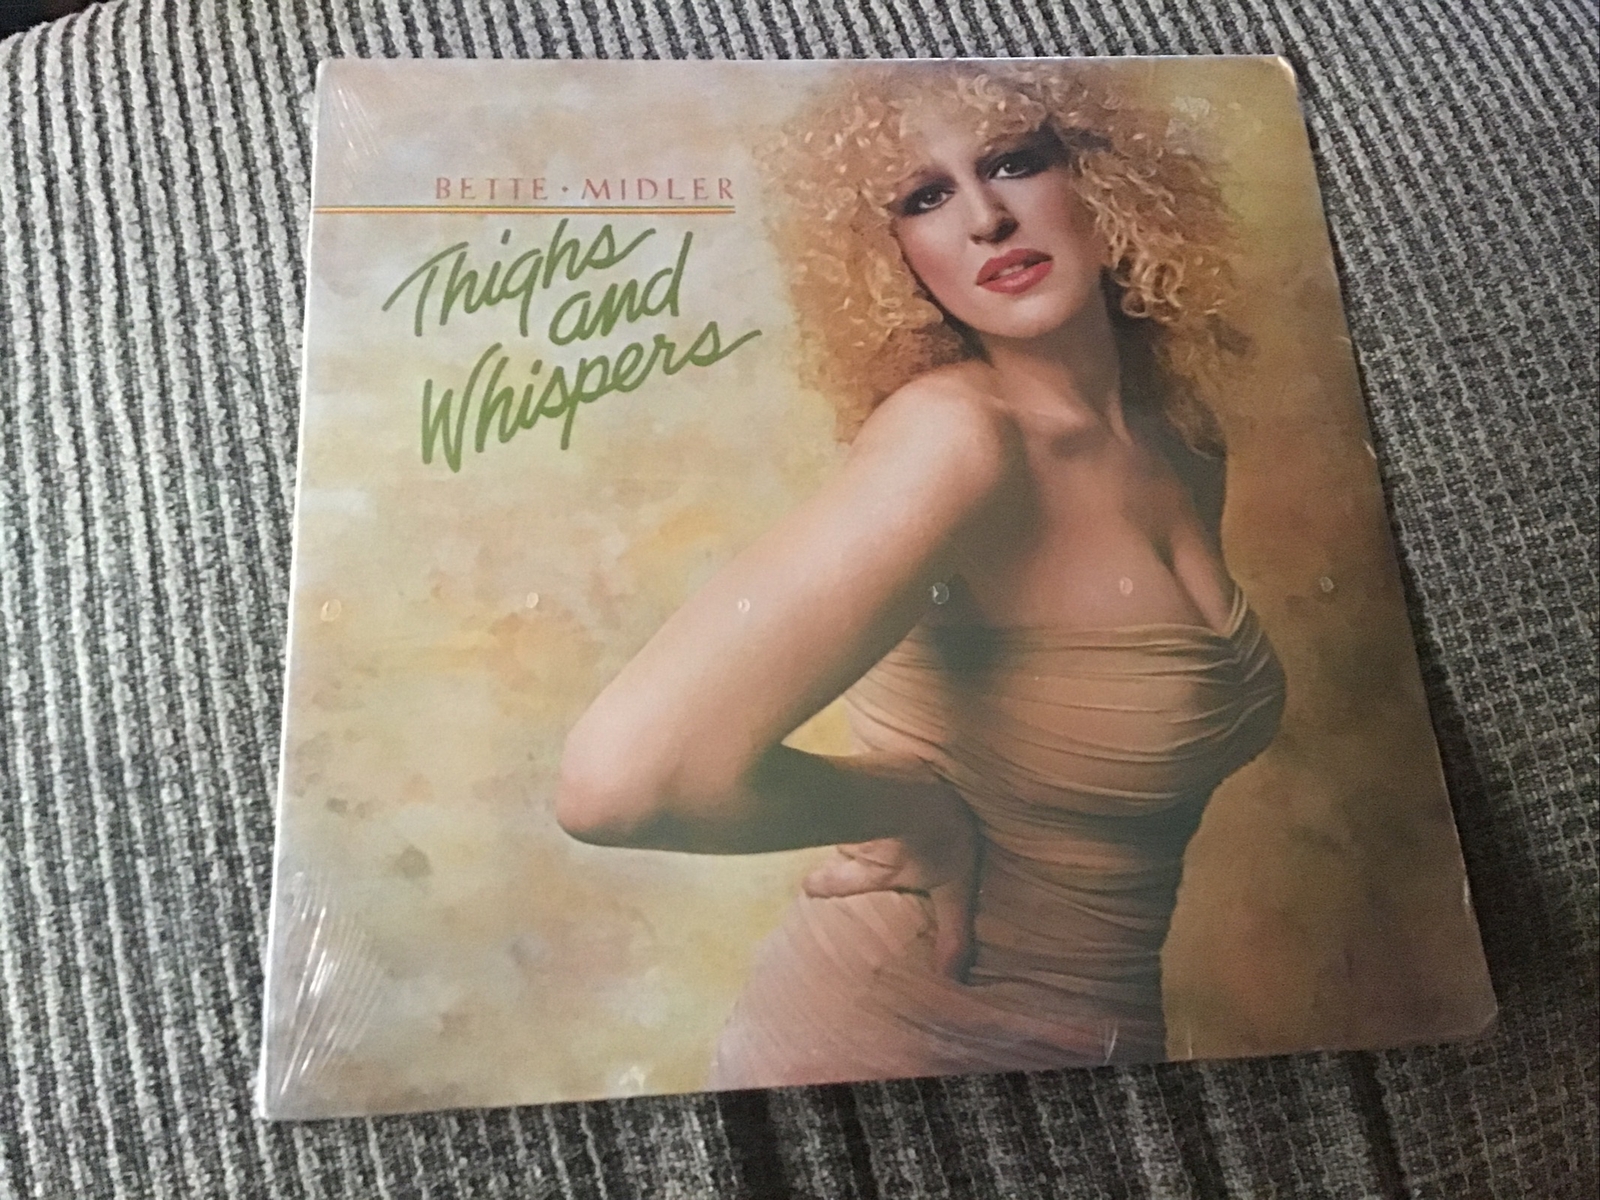 BETTE · MIDLER
Thighs
and
Whispers